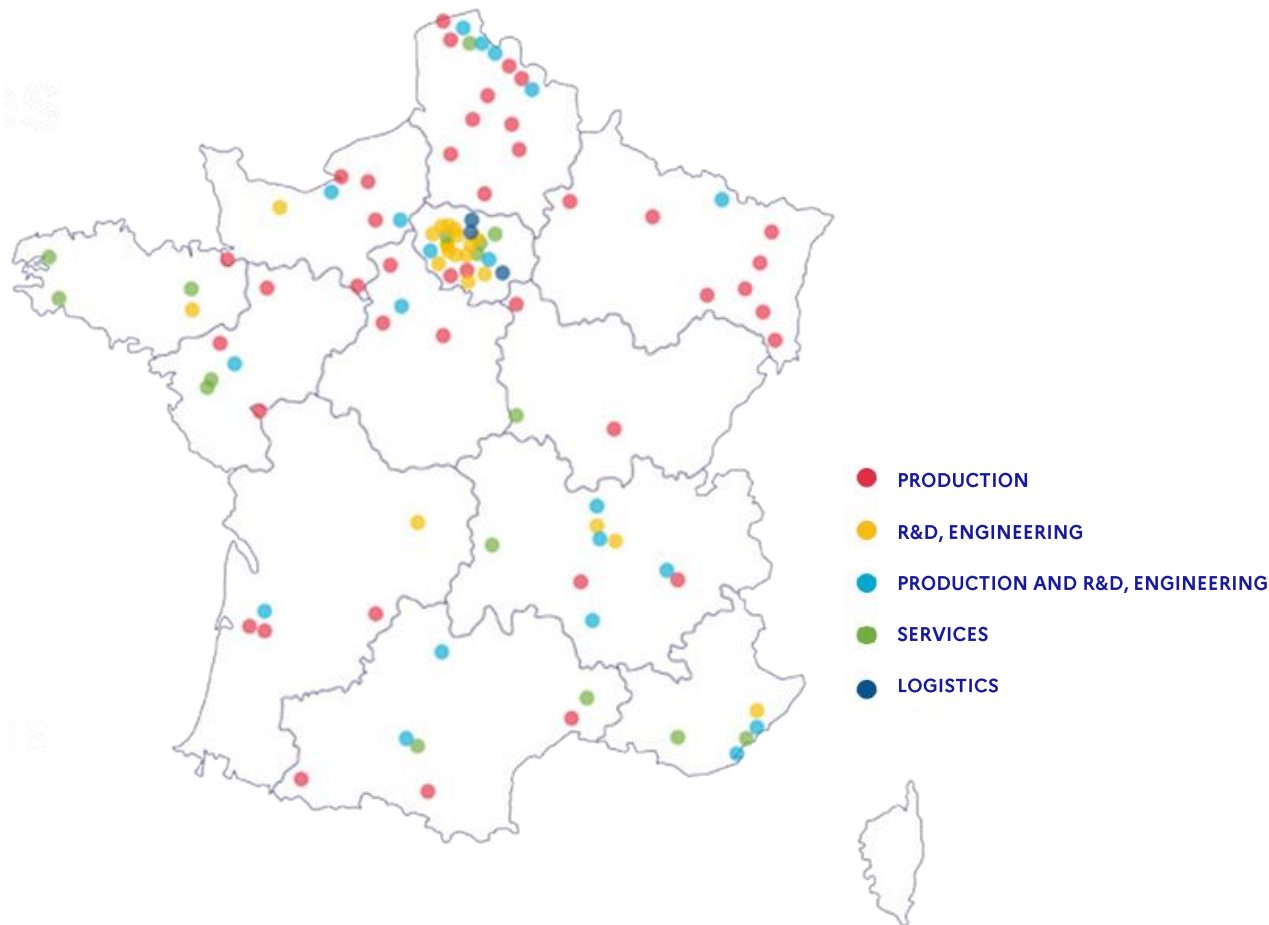 PRODUCTION
R&D, ENGINEERING
PRODUCTION AND R&D, ENGINEERING
SERVICES
LOGISTICS